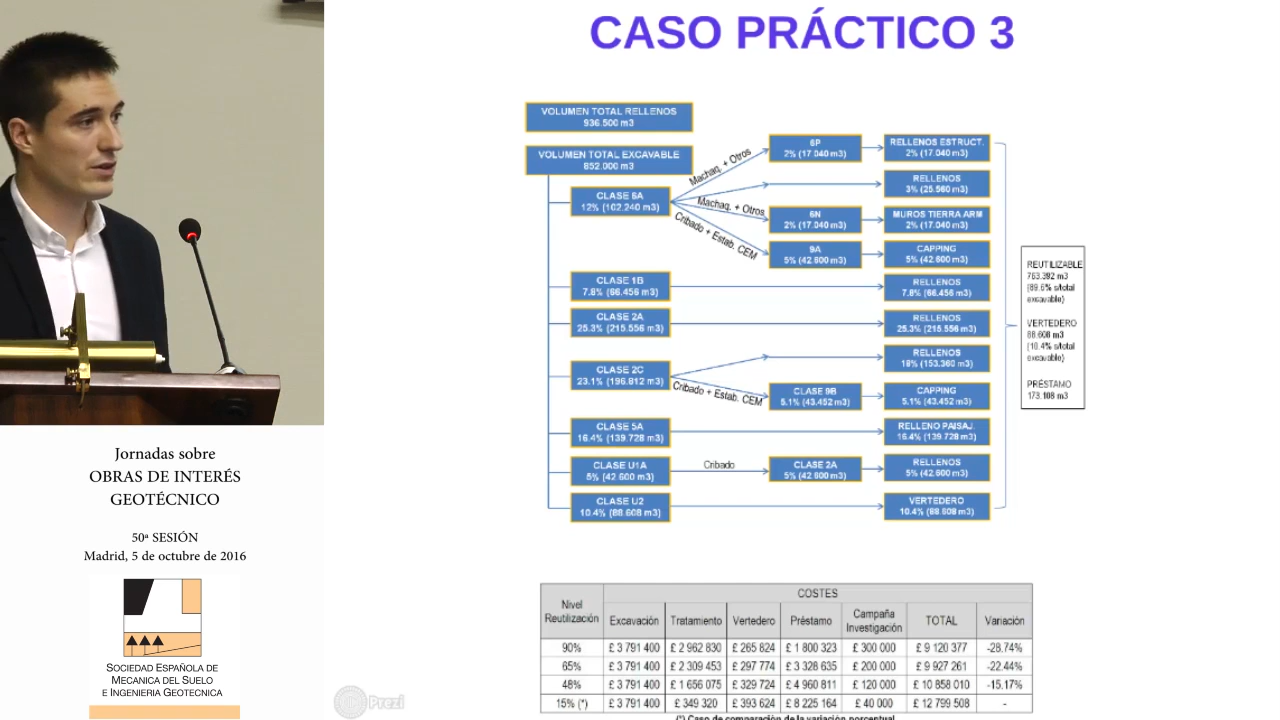 CASO PRÁCTICO 3
VOLUMEN TOTAL RELLENOS
936.500 m3
VOLUMEN TOTAL EXCAVABLE
852.000 m3
CLASE 6A
12% (102.240 m3)
Machaq. + Otros
Machaq. + Otros
Cribado + Estab. CEM
6P
2% (17.040 m3)
RELLENOS ESTRUCT.
2% (17.040 m3)
RELLENOS
3% (25.560 m3)
6N
2% (17.040 m3)
MUROS TIERRA ARM
2% (17.040 m3)
9A
5% (42.600 m3)
CAPPING
5% (42.600 m3)
CLASE 1B
7.8% (66.456 m3)
RELLENOS
7.8% (66.456 m3)
CLASE 2A
25.3% (215.556 m3)
RELLENOS
25.3% (215.556 m3)
CLASE 2C
23.1% (196.812 m3)
RELLENOS
18% (153.360 m3)
Cribado + Estab. CEM
CLASE 9B
5.1% (43.452 m3)
CAPPING
5.1% (43.452 m3)
CLASE 5A
16.4% (139.728 m3)
RELLENO PAISAJ.
16.4% (139.728 m3)
CLASE U1A
5% (42.600 m3)
Cribado
CLASE 2A
5% (42.600 m3)
RELLENOS
5% (42.600 m3)
CLASE U2
10.4% (88.608 m3)
VERTEDERO
10.4% (88.608 m3)
REUTILIZABLE
763.392 m3
(89.6% s/total
excavable)
VERTEDERO
88.608 m3
(10.4% s/total
excavable)
PRÉSTAMO
173.108 m3
Jornadas sobre
OBRAS DE INTERÉS
GEOTÉCNICO
50ª SESIÓN
Madrid, 5 de octubre de 2016
SOCIEDAD ESPAÑOLA DE
MECANICA DEL SUELO
E INGENIERIA GEOTECNICA
Nivel Reutilización COSTES
Excavación Tratamiento Vertedero Préstamo Campaña Investigación TOTAL Variación
90% £ 3 791 400 £ 2 962 830 £ 265 824 £ 1 800 323 £ 300 000 £ 9 120 377 -28.74%
65% £ 3 791 400 £ 2 309 453 £ 297 774 £ 3 328 635 £ 200 000 £ 9 927 261 -22.44%
48% £ 3 791 400 £ 1 656 075 £ 329 724 £ 4 960 811 £ 120 000 £ 10 858 010 -15.17%
15% (*) £ 3 791 400 £ 349 320 £ 393 624 £ 8 225 164 £ 40 000 £ 12 799 508 -
(*) Caso de comparación de la variación porcentual
Prezi